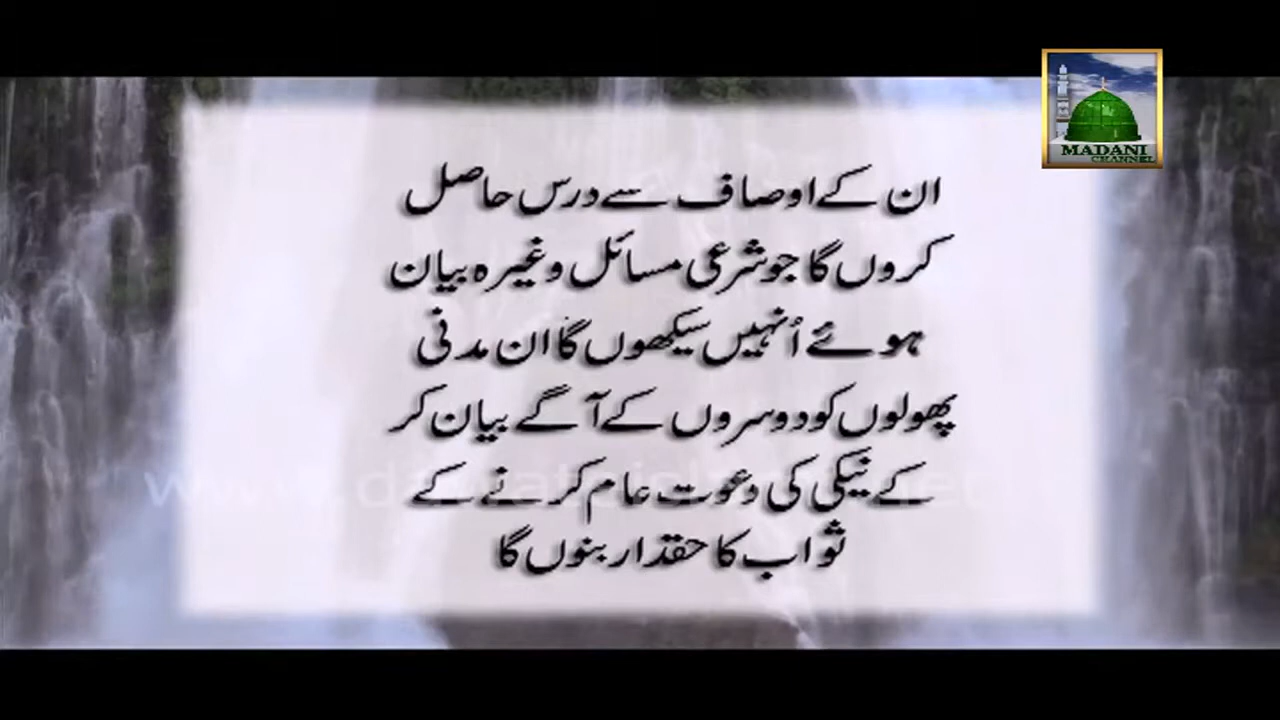 MADANI
CHANNEL
ان کے اوصاف سے درس حاصل
کروں گا جو شرعی مسائل وغیرہ بیان
ہوئے اُنہیں سیکھوں گا ان مدنی
پھولوں کو دوسروں کے آگے بیان کر
کے نیکی کی دعوت عام کرنے کے
ثواب کا حقدار بنوں گا